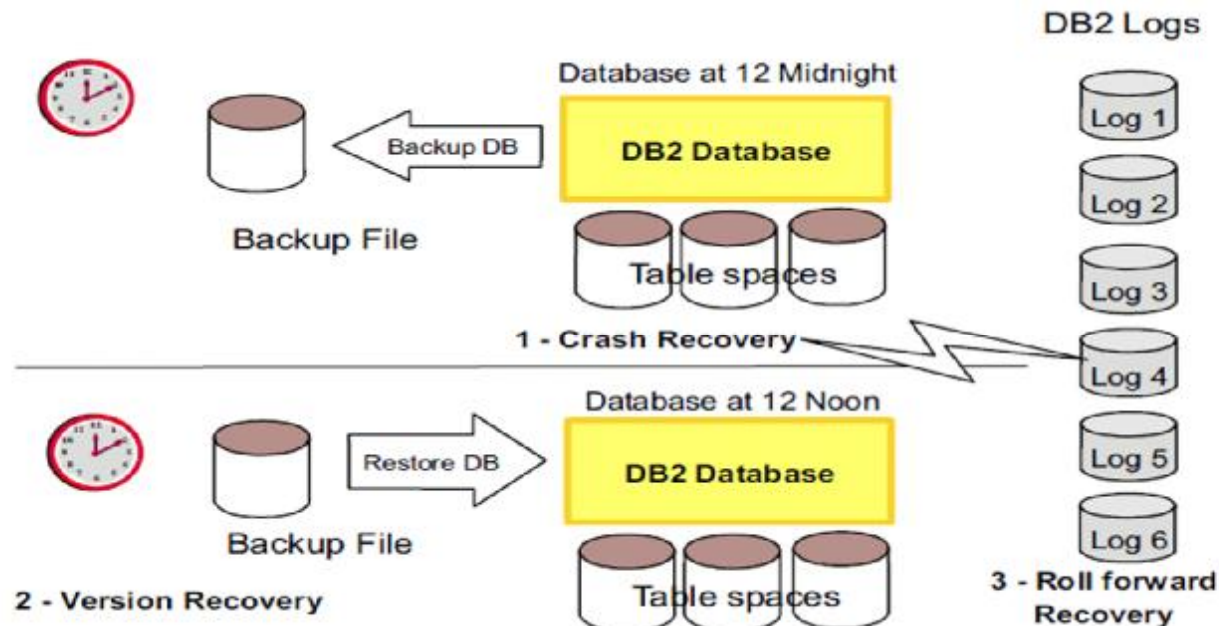 DB2 Logs
Database at 12 Midnight
Backup DB
DB2 Database
Backup File
Table spaces
1 - Crash Recovery
Log 1
Log 2
Log 3
Log 4
Log 5
Log 6
Database at 12 Noon
Restore DB
DB2 Database
Backup File
Table spaces
2 - Version Recovery
3 - Roll forward
Recovery